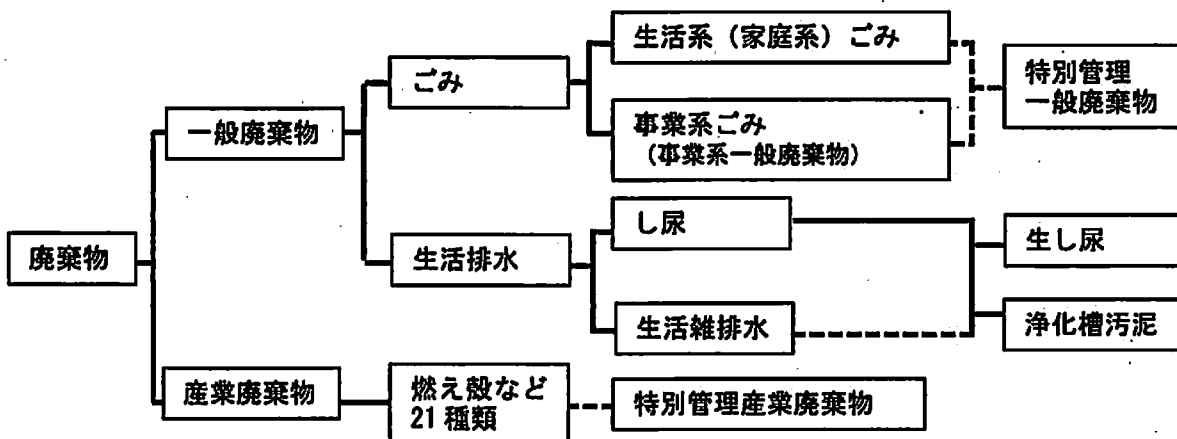 生活系（家庭系）ごみ
特別管理
一般廃棄物
ごみ
一般廃棄物
事業系ごみ
（事業系一般廃棄物）
し尿
生し尿
廃棄物
生活排水
生活雑排水
浄化槽汚泥
産業廃棄物
燃え殻など
21種類
特別管理産業廃棄物